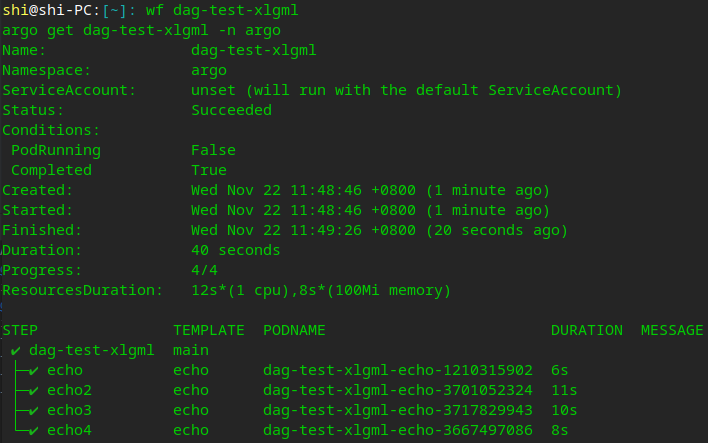 shi@shi-PC:[~]: wf dag-test-xlgml
argo get dag-test-xlgml -n argo
Name:                dag-test-xlgml
Namespace:           argo
ServiceAccount:      unset (will run with the default ServiceAccount)
Status:              Succeeded
Conditions:
 PodRunning          False
 Completed           True
Created:             Wed Nov 22 11:48:46 +0800 (1 minute ago)
Started:             Wed Nov 22 11:48:46 +0800 (1 minute ago)
Finished:            Wed Nov 22 11:49:26 +0800 (20 seconds ago)
Duration:            40 seconds
Progress:            4/4
ResourcesDuration:   12s*(1 cpu),8s*(100Mi memory)

STEP               TEMPLATE  PODNAME                         DURATION  MESSAGE
 ✔ dag-test-xlgml  main
 ├─✔ echo          echo      dag-test-xlgml-echo-1210315902  6s
 ├─✔ echo2         echo      dag-test-xlgml-echo-3701052324  11s
 ├─✔ echo3         echo      dag-test-xlgml-echo-3717829943  10s
 └─✔ echo4         echo      dag-test-xlgml-echo-3667497086  8s